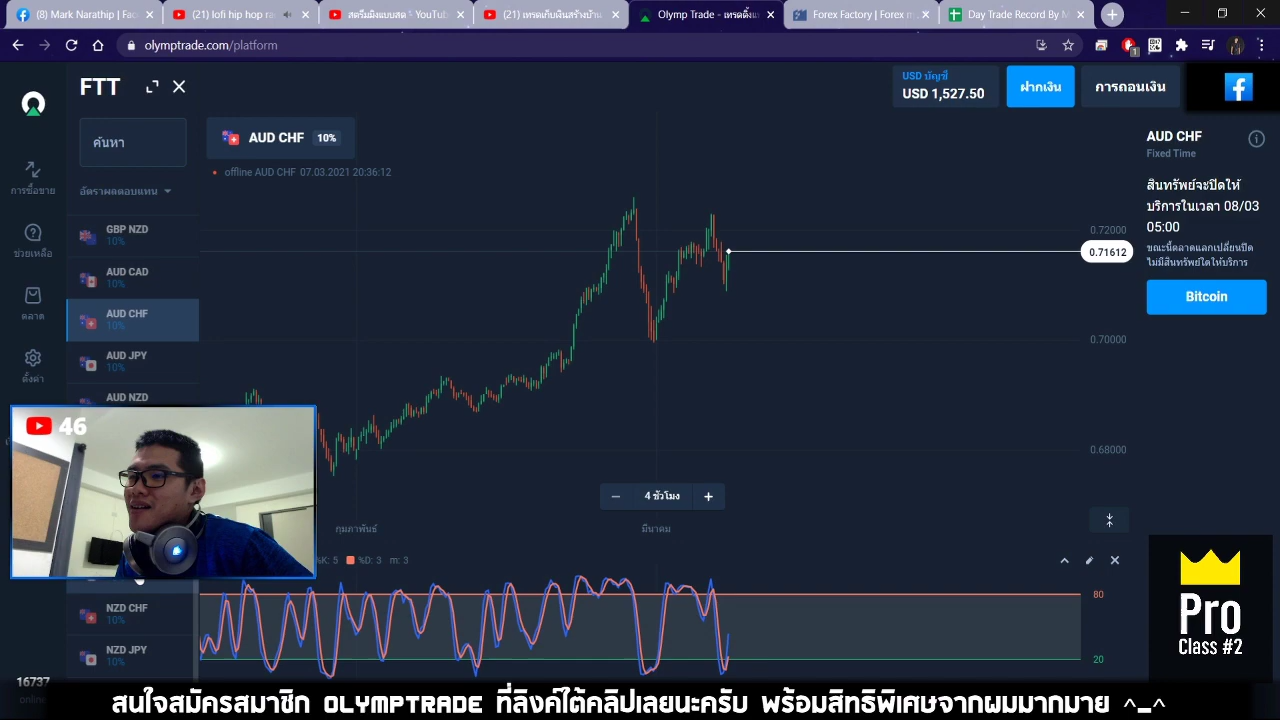 (8) Mark Narathip | Fac
(21) lofi hip hop ra
สตรีมมิงแบบสด - YouTub
(21) เทรดเก็บเงินสร้างบ้าน
Olymp Trade - เทรดดิ้งแ
Forex Factory | Forex m
Day Trade Record By M
olymptrade.com/platform
1
FTT
USD บัญชี
USD 1,527.50
ฝากเงิน
การถอนเงิน
ค้นหา
AUD CHF 10%
AUD CHF
Fixed Time
offline AUD CHF 07.03.2021 20:36:12
การซื้อขาย
อัตราผลตอบแทน
สินทรัพย์จะปิดให้
บริการในเวลา 08/03
05:00
GBP NZD
10%
0.72000
ช่วยเหลือ
ขณะนี้ตลาดแลกเปลี่ยนปิด
ไม่มีสินทรัพย์ใดให้บริการ
0.71612
AUD CAD
10%
Bitcoin
ตลาด
AUD CHF
10%
0.70000
AUD JPY
10%
ตั้งค่า
AUD NZD
46
0.68000
4 ชั่วโมง
กุมภาพันธ์
มีนาคม
%K: 5 %D: 3 m: 3
80
NZD CHF
10%
Pro
Class #2
NZD JPY
10%
20
16737
online
สนใจสมัครสมาชิก OLYMPTRADE ที่ลิงค์ใต้คลิปเลยนะครับ พร้อมสิทธิพิเศษจากผมมากมาย ^_^